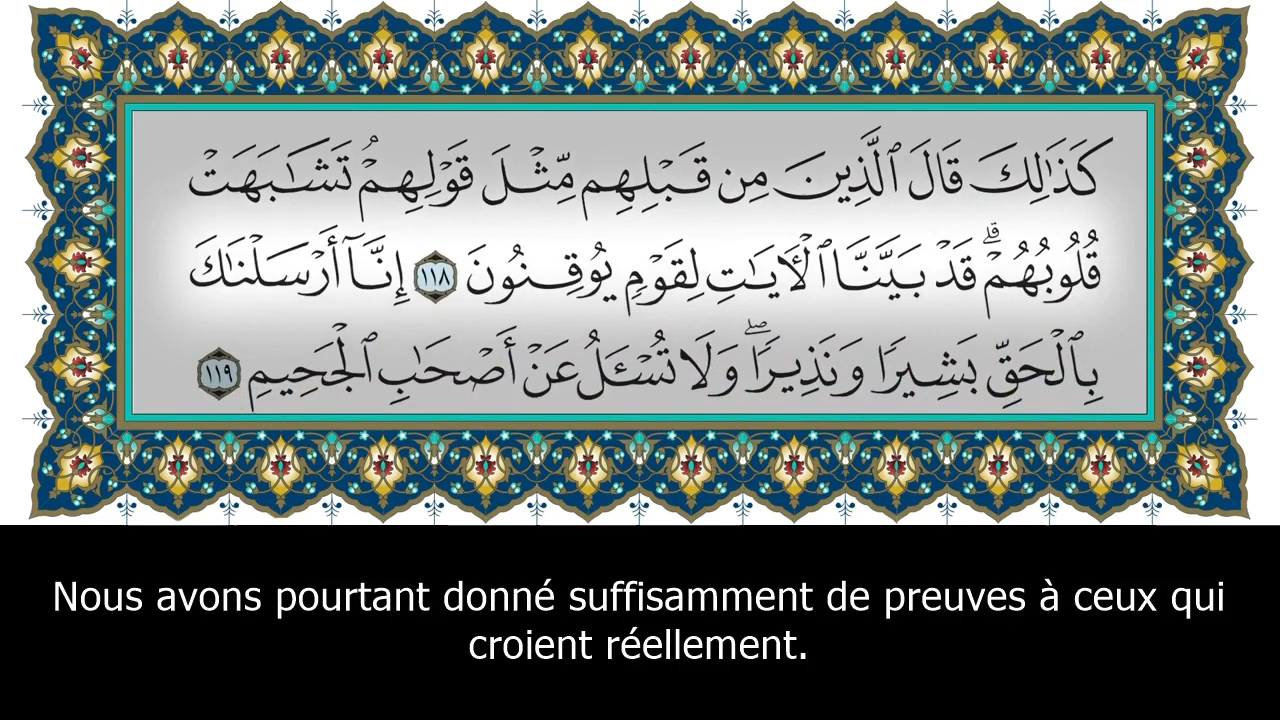 كَذَٰلِكَ قَالَ ٱلَّذِينَ مِن قَبْلِهِم مِّثْلَ قَوْلِهِمْۘ تَشَٰبَهَتْ
قُلُوبُهُمْۗ قَدْ بَيَّنَّا ٱلْأٓيَٰتِ لِقَوْمٍ يُوقِنُونَ ١١٨ إِنَّآ أَرْسَلْنَٰكَ
بِٱلْحَقِّ بَشِيرًا وَنَذِيرًاۖ وَلَا تُسْـَٔلُ عَنْ أَصْحَٰبِ ٱلْجَحِيمِ ١١٩
Nous avons pourtant donné suffisamment de preuves à ceux qui
croient réellement.